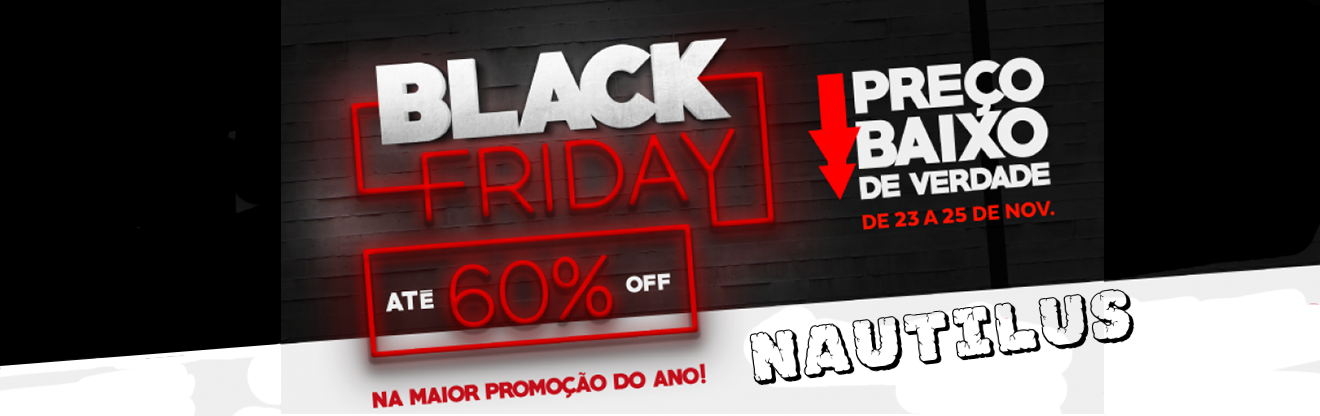 BLACK
FRIDAY
ATÉ 60% OFF
NA MAIOR PROMOÇÃO DO ANO!
PREÇO
BAIXO
DE VERDADE
DE 23 A 25 DE NOV.
NAUTILUS